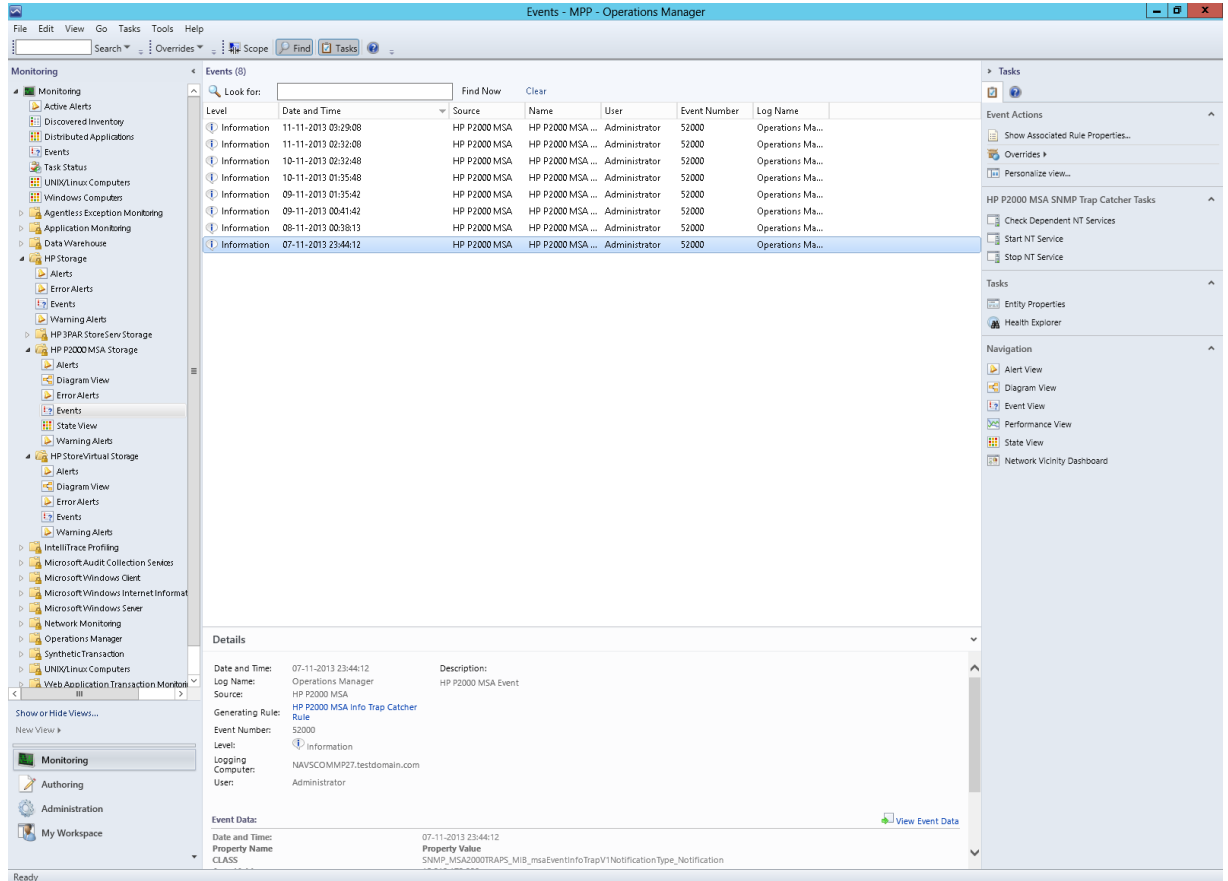 Events - MPP - Operations Manager
File Edit View Go Tasks Tools Help
Search Overrides Scope Find Tasks
Monitoring
Monitoring
Active Alerts
Discovered Inventory
Distributed Applications
Events
Task Status
UNIX/Linux Computers
Windows Computers
Agentless Exception Monitoring
Application Monitoring
Data Warehouse
HP Storage
Alerts
Error Alerts
Events
Warning Alerts
HP 3PAR StoreServ Storage
HP P2000 MSA Storage
Alerts
Diagram View
Error Alerts
Events
State View
Warning Alerts
HP StoreVirtual Storage
Alerts
Diagram View
Error Alerts
Events
Warning Alerts
IntelliTrace Profiling
Microsoft Audit Collection Services
Microsoft Windows Client
Microsoft Windows Internet Informat
Microsoft Windows Server
Network Monitoring
Operations Manager
Synthetic Transaction
UNIX/Linux Computers
Web Application Transaction Monitori
Show or Hide Views...
New View
Monitoring
Authoring
Administration
My Workspace
Events (8)
Look for: Find Now Clear
Level Date and Time Source Name User Event Number Log Name
Information 11-11-2013 03:29:08 HP P2000 MSA HP P2000 MSA ... Administrator 52000 Operations Ma...
Information 11-11-2013 02:32:08 HP P2000 MSA HP P2000 MSA ... Administrator 52000 Operations Ma...
Information 10-11-2013 02:32:48 HP P2000 MSA HP P2000 MSA ... Administrator 52000 Operations Ma...
Information 10-11-2013 01:35:48 HP P2000 MSA HP P2000 MSA ... Administrator 52000 Operations Ma...
Information 09-11-2013 01:35:42 HP P2000 MSA HP P2000 MSA ... Administrator 52000 Operations Ma...
Information 09-11-2013 00:41:42 HP P2000 MSA HP P2000 MSA ... Administrator 52000 Operations Ma...
Information 08-11-2013 00:38:13 HP P2000 MSA HP P2000 MSA ... Administrator 52000 Operations Ma...
Information 07-11-2013 23:44:12 HP P2000 MSA HP P2000 MSA ... Administrator 52000 Operations Ma...
Details
Date and Time: 07-11-2013 23:44:12 Description:
Log Name: Operations Manager HP P2000 MSA Event
Source: HP P2000 MSA
Generating Rule: HP P2000 MSA Info Trap Catcher
Rule
Event Number: 52000
Level: Information
Logging
Computer: NAVSCOMMP27.testdomain.com
User: Administrator
Event Data: View Event Data
Date and Time: 07-11-2013 23:44:12
Property Name Property Value
CLASS SNMP_MSA2000TRAPS_MIB_msaEventInfoTrapV1NotificationType_Notification
Tasks
Event Actions
Show Associated Rule Properties...
Overrides
Personalize view...
HP P2000 MSA SNMP Trap Catcher Tasks
Check Dependent NT Services
Start NT Service
Stop NT Service
Tasks
Entity Properties
Health Explorer
Navigation
Alert View
Diagram View
Event View
Performance View
State View
Network Vicinity Dashboard
Ready